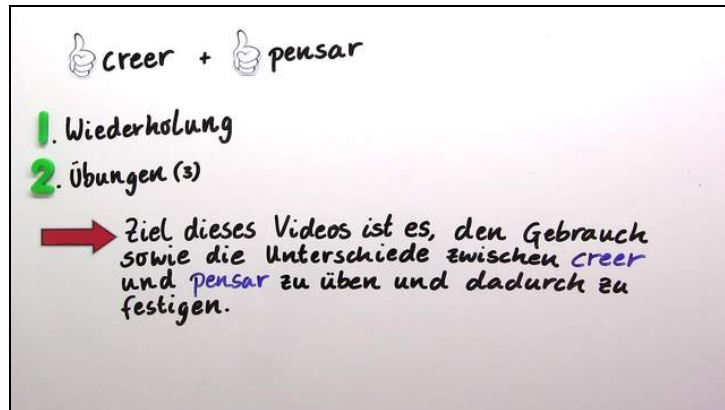 creer + pensar
1. Wiederholung
2. Übungen (3)
Ziel dieses Videos ist es, den Gebrauch
sowie die Unterschiede zwischen creer
und pensar zu üben und dadurch zu
festigen.